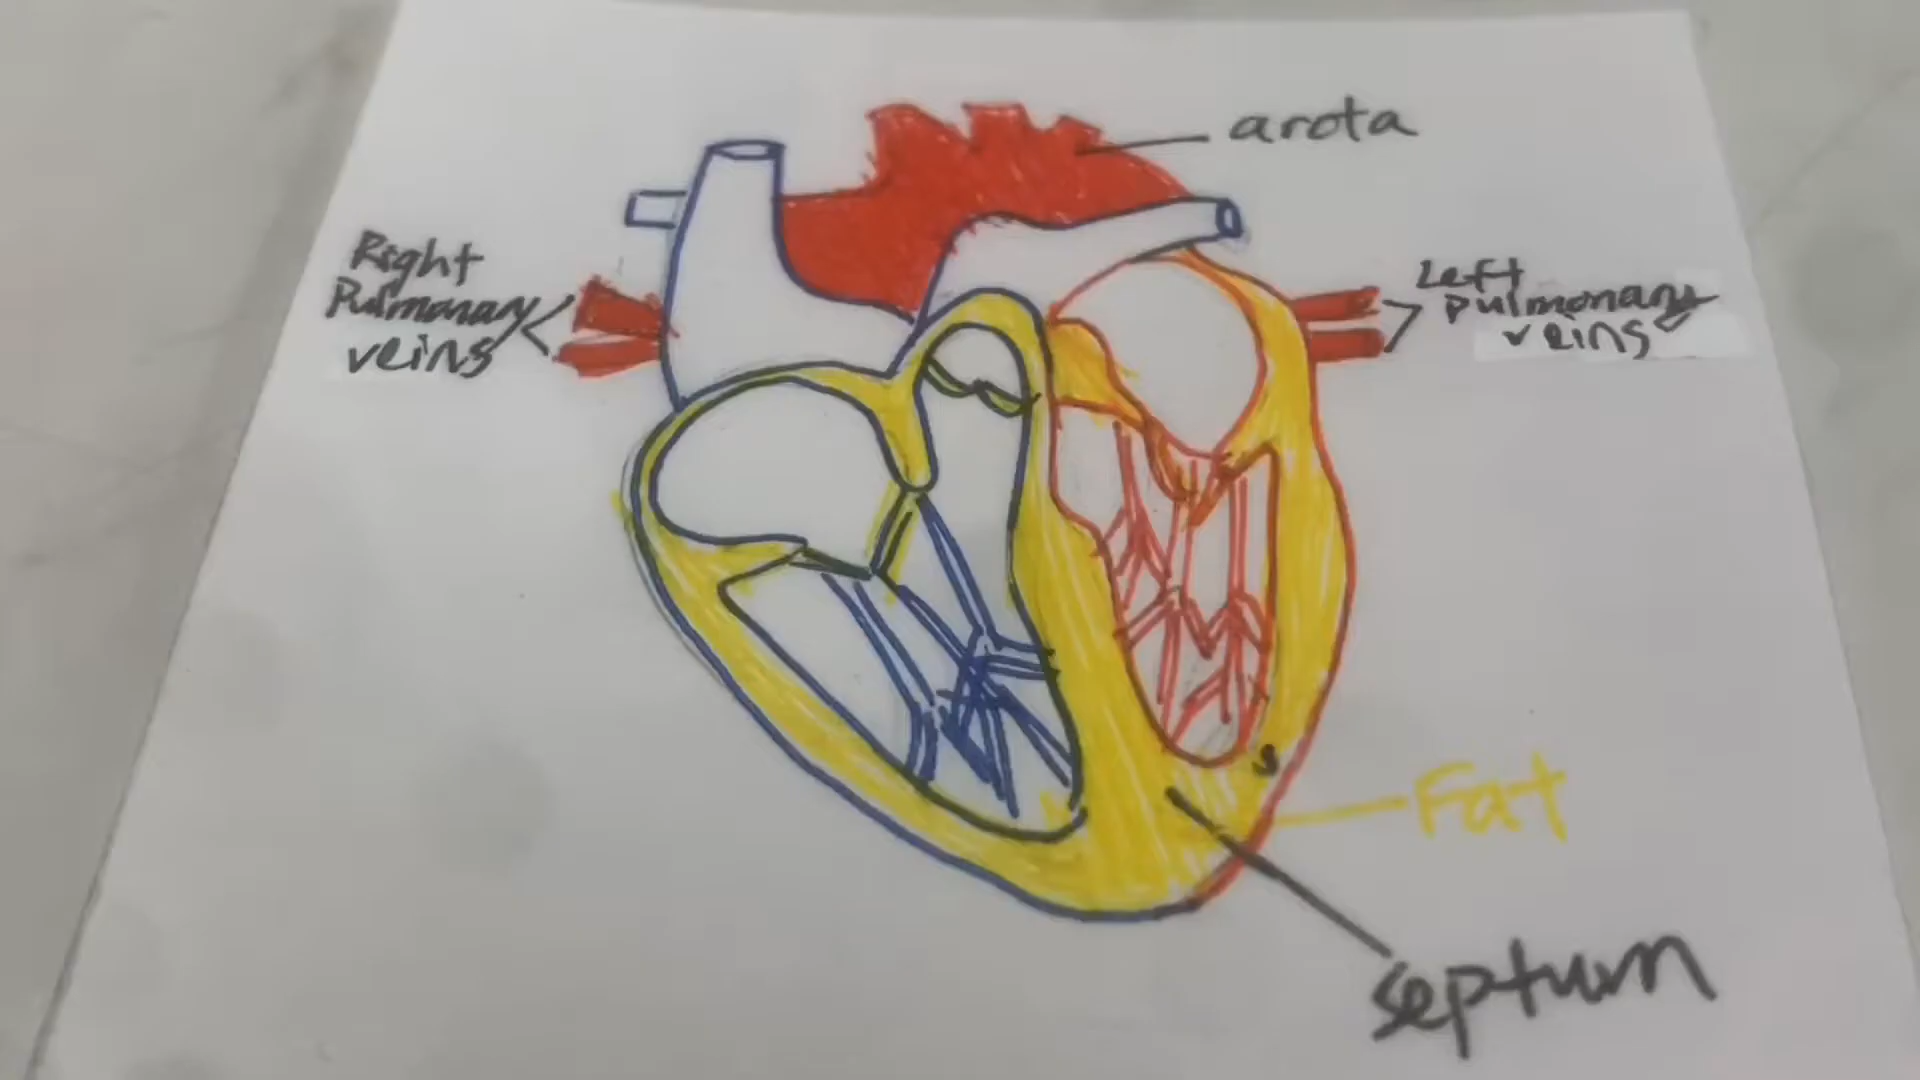 arota
Right
Pulmonary
veins
Left
pulmonary
veins
Fat
septum